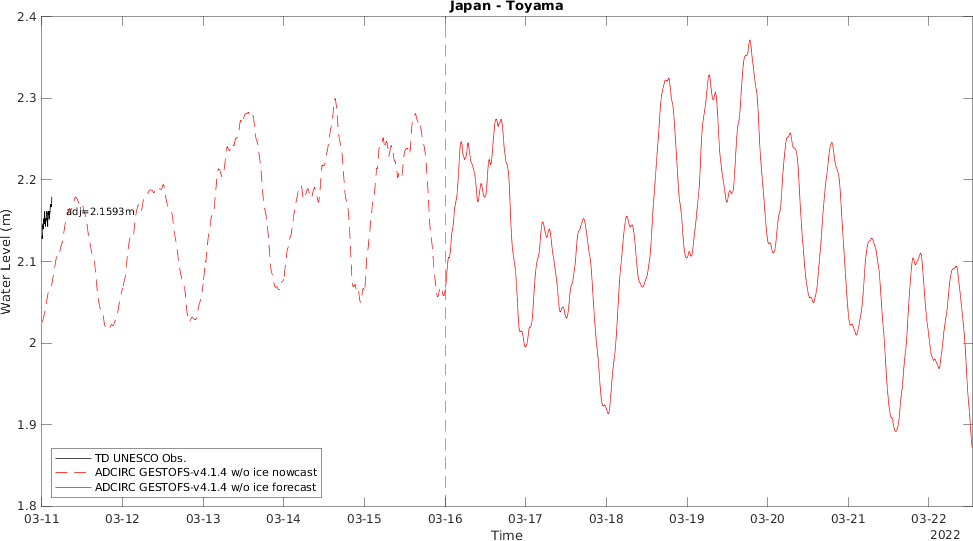 Japan - Toyama
Water Level (m)
2.4
2.3
2.2
2.1
2
1.9
1.8
adj=2.1593m
TD UNESCO Obs.
ADCIRC GESTOFS-v4.1.4 w/o ice nowcast
ADCIRC GESTOFS-v4.1.4 w/o ice forecast
03-11 03-12 03-13 03-14 03-15 03-16 03-17 03-18 03-19 03-20 03-21 03-22
2022
Time